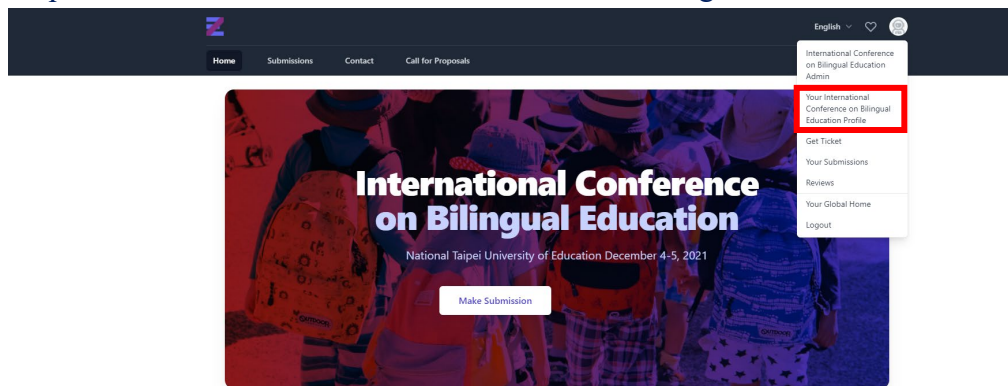 English
Home
Submissions
Contact
Call for Proposals
International Conference
on Bilingual Education
Admin
Your International
Conference on Bilingual
Education Profile
Get Ticket
Your Submissions
Reviews
Your Global Home
Logout
International Conference
on Bilingual Education
National Taipei University of Education December 4-5, 2021
Make Submission
OUTDOOR
OUTDOOR